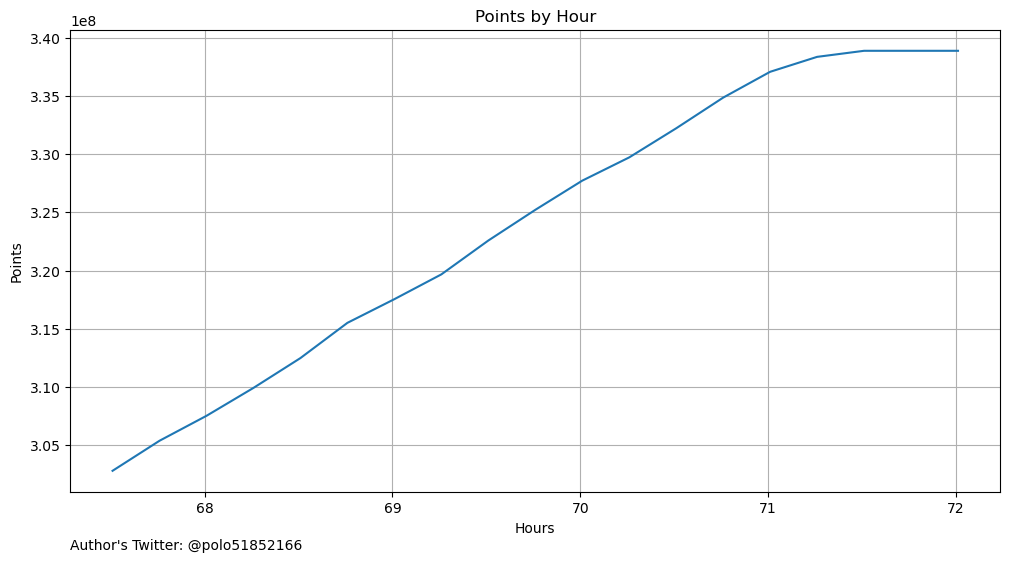 Points by Hour
1e8
3.40
3.35
3.30
3.25
3.20
3.15
3.10
3.05
Points
68 69 70 71 72
Hours
Author's Twitter: @polo51852166